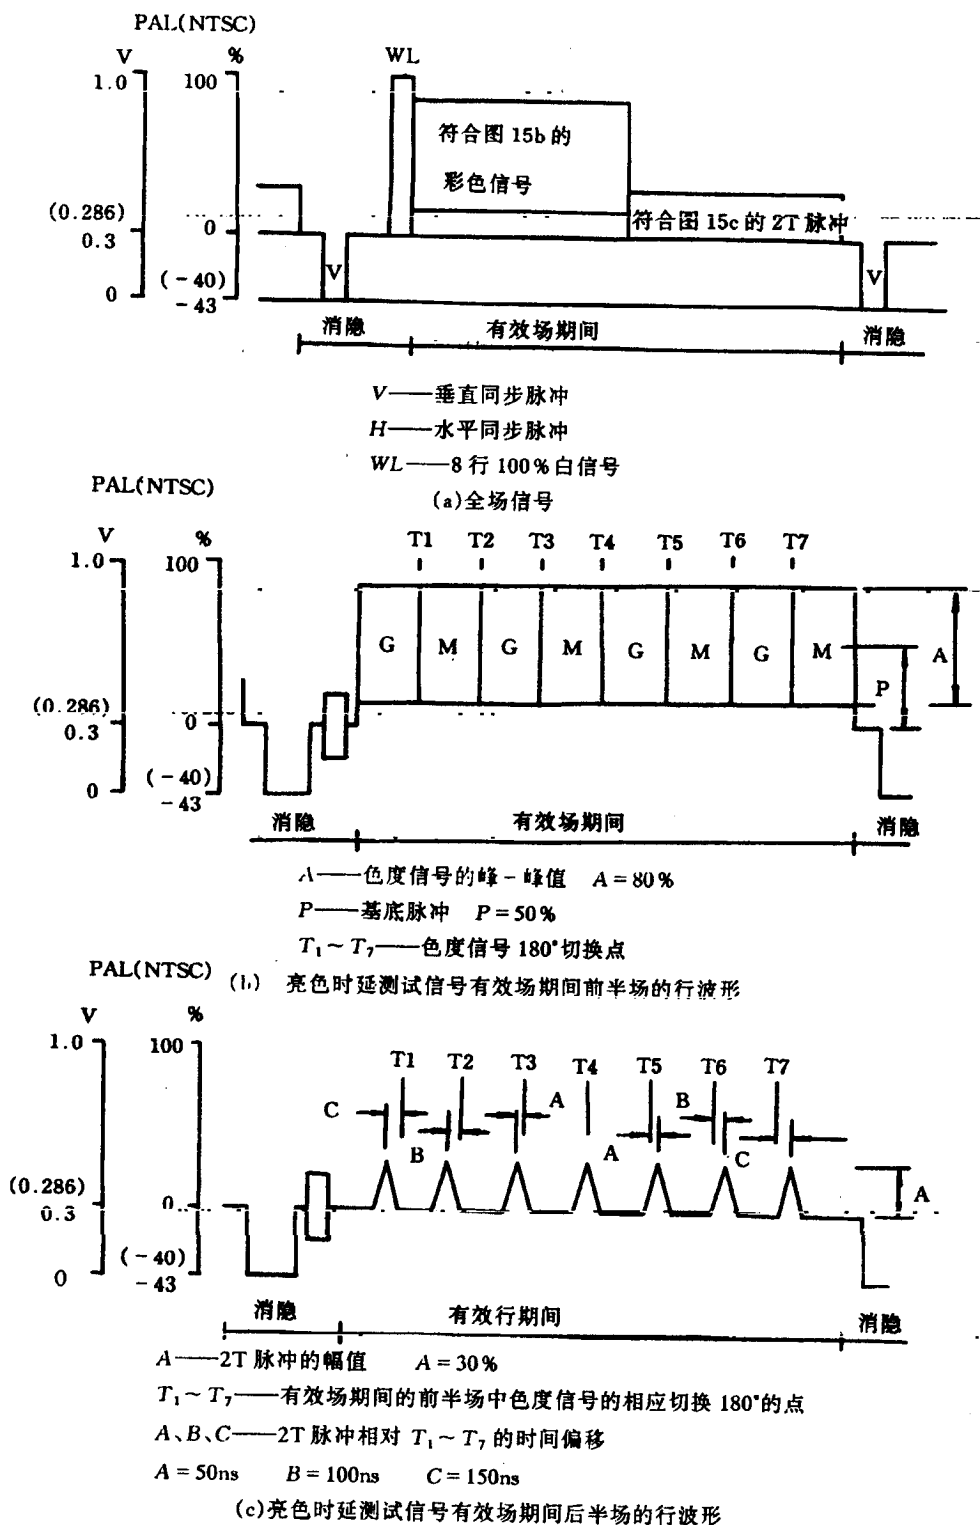 PAL(NTSC)
V % WL
1.0 100
符合图 15b 的
彩色信号
(0.286) 0 符合图 15c 的 2T 脉冲
0.3
V V
(-40)
0 -43
消隐 有效场期间 消隐
V——垂直同步脉冲
H——水平同步脉冲
WL——8 行 100%白信号
(a)全场信号
PAL(NTSC)
V % T1 T2 T3 T4 T5 T6 T7
1.0 100
G M G M G M G M A
P
(0.286)
0.3 0
(-40)
0 -43
消隐 有效场期间 消隐
A——色度信号的峰-峰值 A=80%
P——基底脉冲 P=50%
T₁~T₇——色度信号 180°切换点
PAL(NTSC)
(b) 亮色时延测试信号有效场期间前半场的行波形
V %
1.0 100
T1 T2 T3 T4 T5 T6 T7
C A B
B A C
(0.286) 0 A
0.3
(-40)
0 -43
消隐 有效行期间 消隐
A——2T 脉冲的幅值 A=30%
T₁~T₇——有效场期间的前半场中色度信号的相应切换 180°的点
A、B、C——2T 脉冲相对 T₁~T₇ 的时间偏移
A=50ns B=100ns C=150ns
(c)亮色时延测试信号有效场期间后半场的行波形